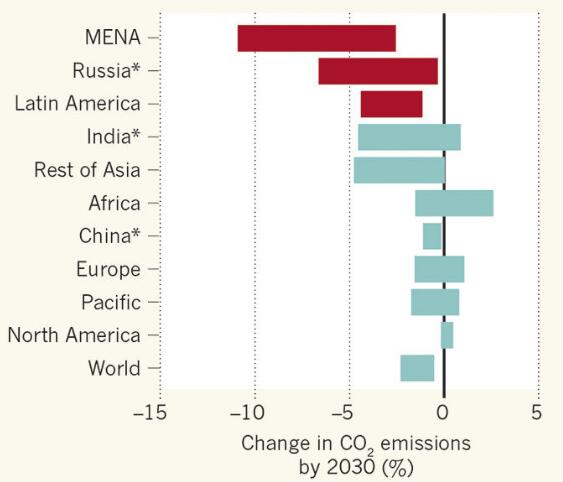 MENA
Russia*
Latin America
India*
Rest of Asia
Africa
China*
Europe
Pacific
North America
World
–15 –10 –5 0 5
Change in CO₂ emissions
by 2030 (%)